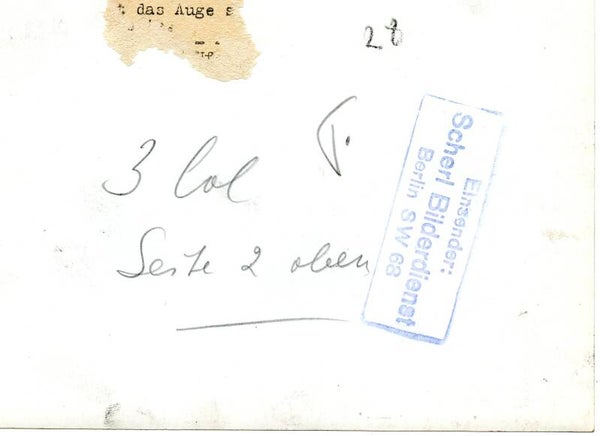 t das Auge s
28
3 Col T.
Seite 2 oben
Einsender:
Scherl Bilderdienst
Berlin SW 68